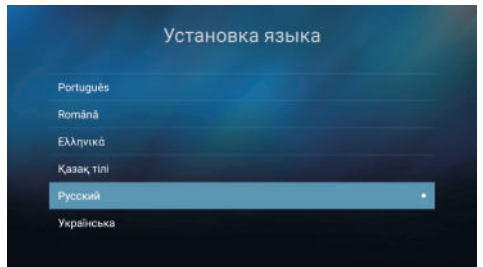 Установка языка
Português
Română
Ελληνικά
Қазақ тілі
Русский
Українська